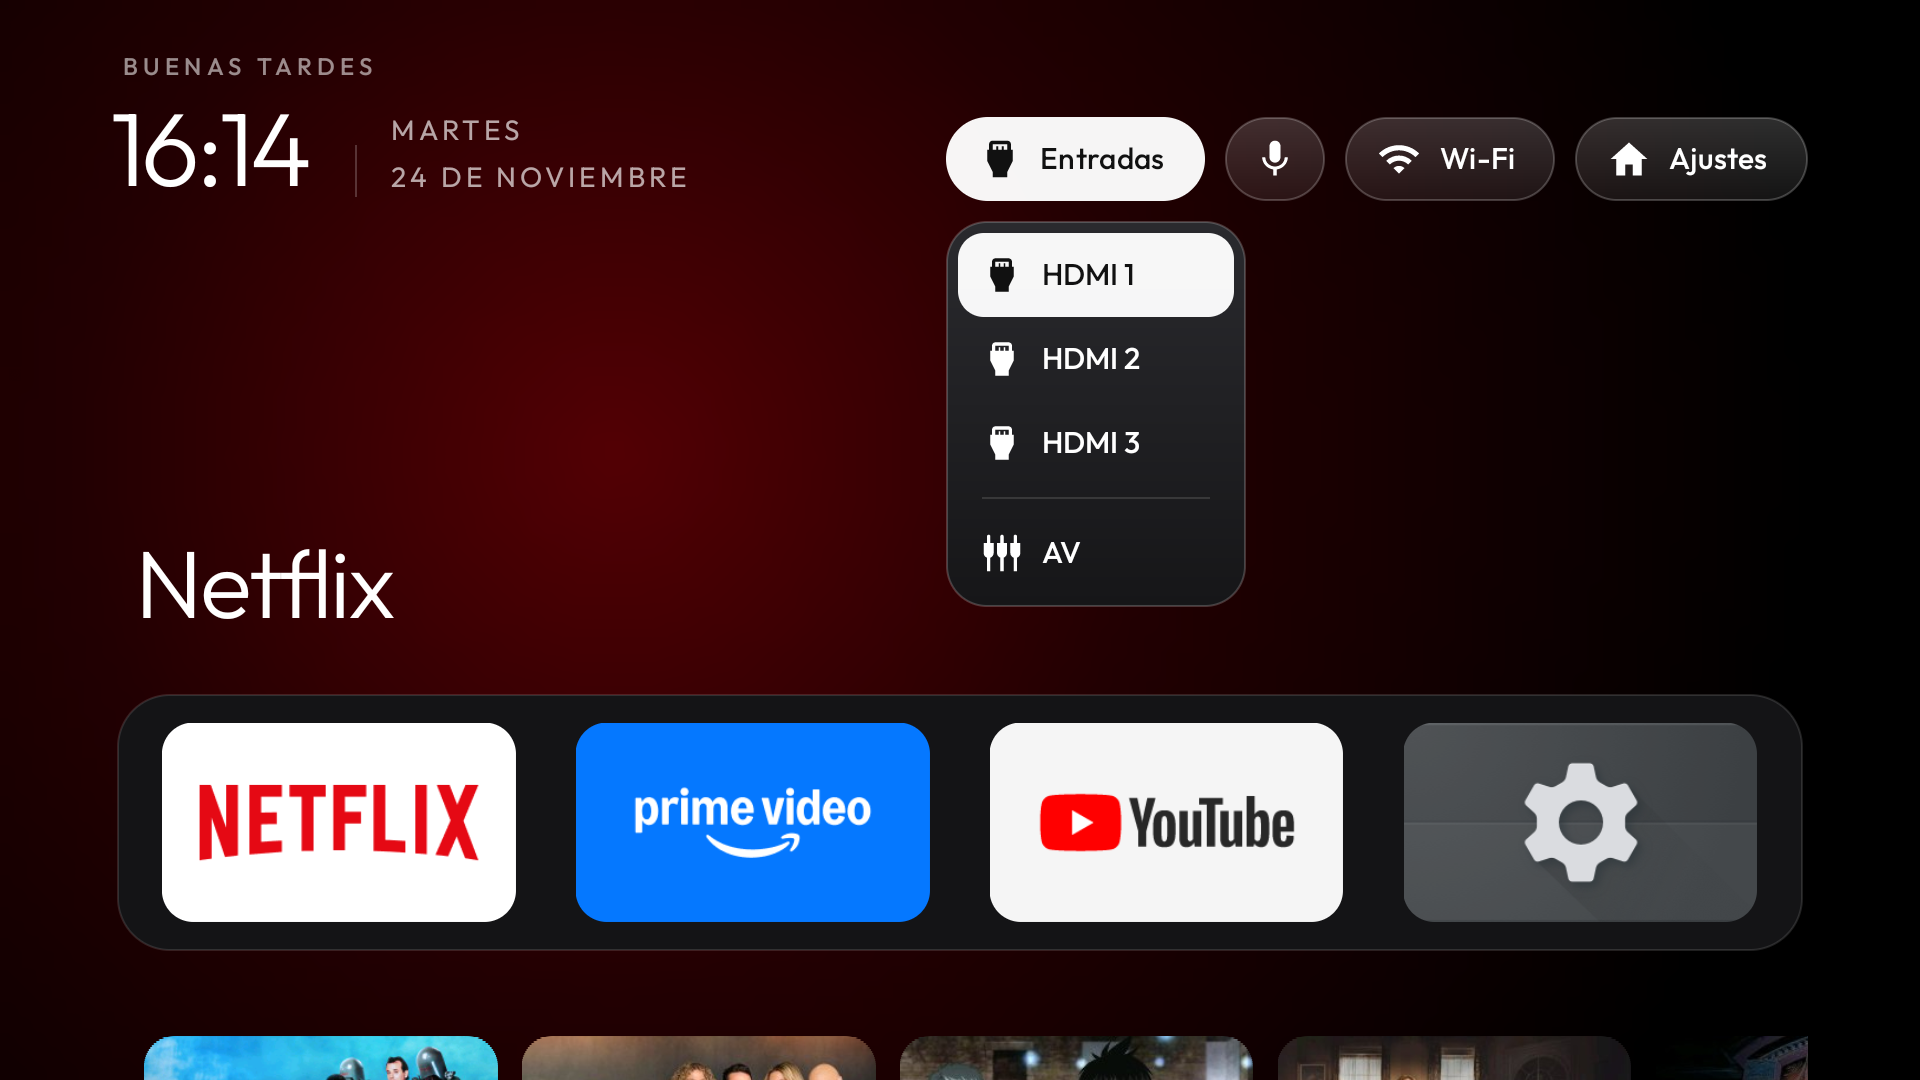 BUENAS TARDES
16:14
MARTES
24 DE NOVIEMBRE
Entradas
Wi-Fi
Ajustes
HDMI 1
HDMI 2
HDMI 3
AV
Netflix
NETFLIX
prime video
YouTube